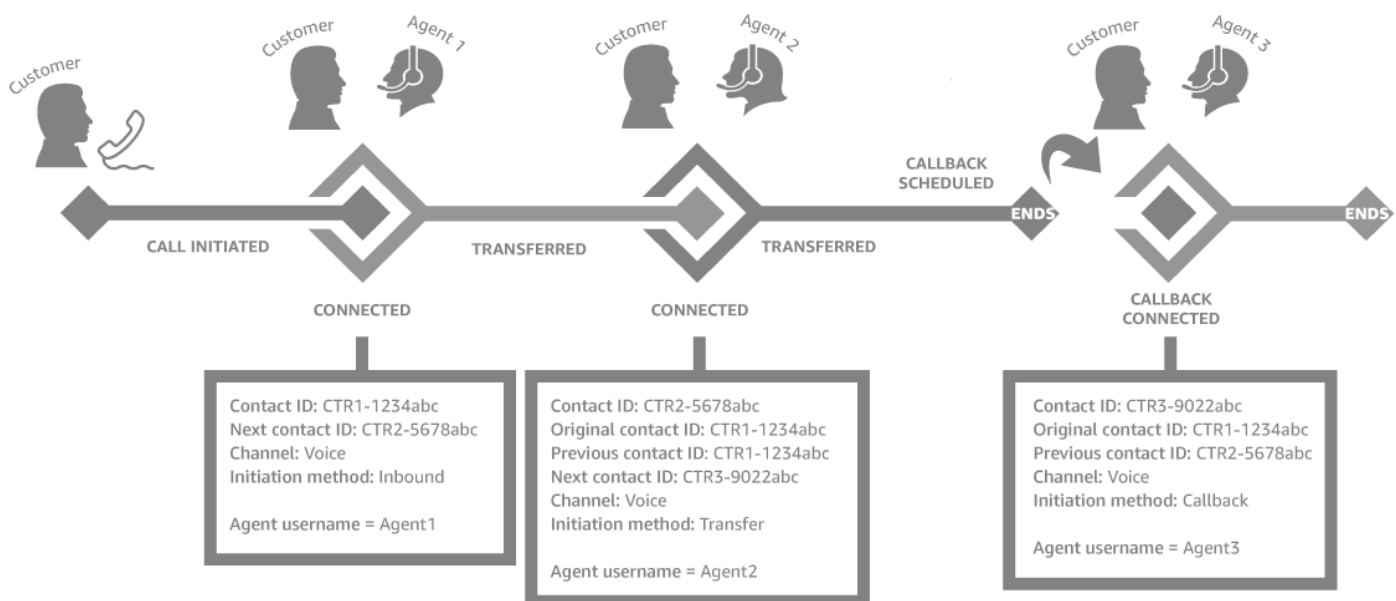 Customer
Customer
Agent 1
Customer
Agent 2
Customer
Agent 3
CALL INITIATED
TRANSFERRED
TRANSFERRED
CALLBACK
SCHEDULED
ENDS
ENDS
CONNECTED
CONNECTED
CALLBACK
CONNECTED
Contact ID: CTR1-1234abc
Next contact ID: CTR2-5678abc
Channel: Voice
Initiation method: Inbound
Agent username = Agent1
Contact ID: CTR2-5678abc
Original contact ID: CTR1-1234abc
Previous contact ID: CTR1-1234abc
Next contact ID: CTR3-9022abc
Channel: Voice
Initiation method: Transfer
Agent username = Agent2
Contact ID: CTR3-9022abc
Original contact ID: CTR1-1234abc
Previous contact ID: CTR2-5678abc
Channel: Voice
Initiation method: Callback
Agent username = Agent3